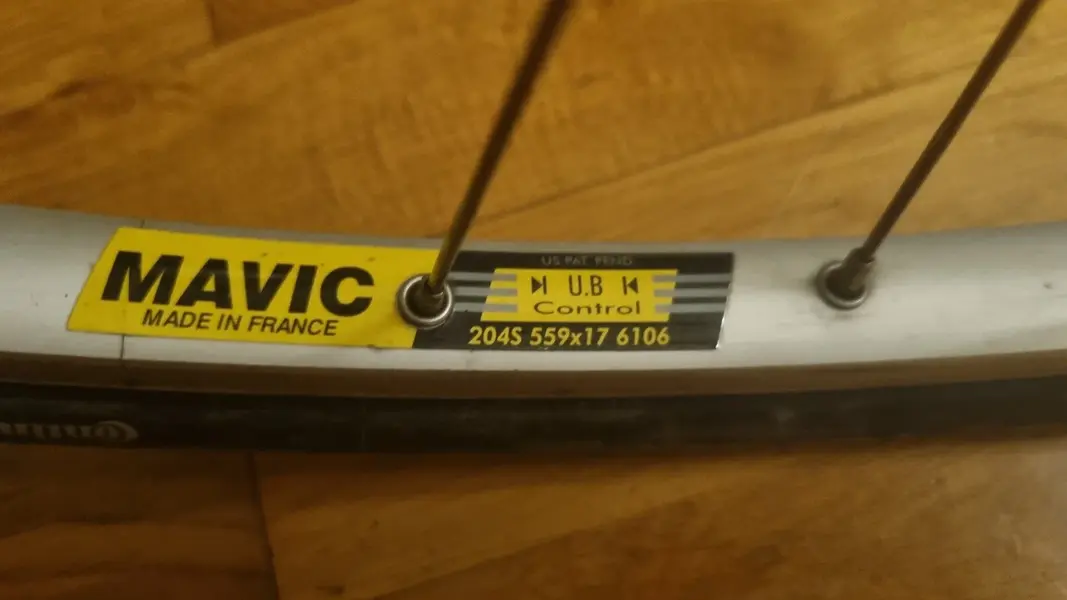 MAVIC
MADE IN FRANCE
US PAT PEND
U.B
Control
204S 559x17 6106